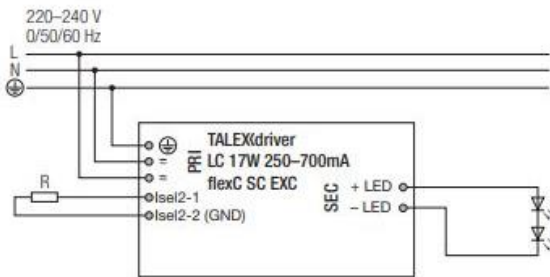 220–240 V
0/50/60 Hz
L
N
TALEXXdriver
= LC 17W 250–700mA
PRI
= flexC SC EXC
R
Isel2-1
Isel2-2 (GND)
SEC
+ LED
– LED